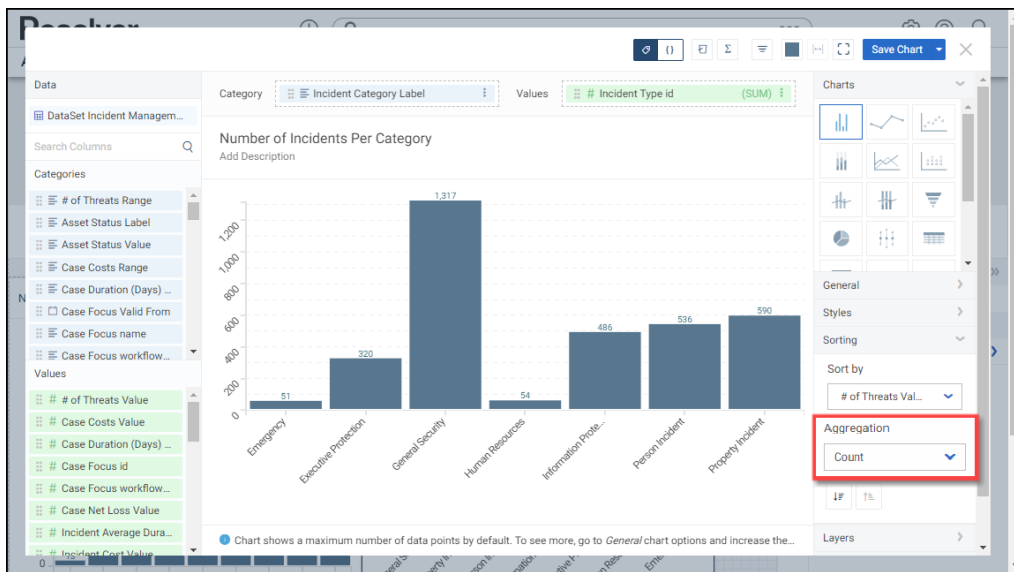 Resolver
Save Chart
Data
DataSet Incident Managem...
Search Columns
Categories
# of Threats Range
Asset Status Label
Asset Status Value
Case Costs Range
Case Duration (Days) ...
Case Focus Valid From
Case Focus name
Case Focus workflow...
Values
# # of Threats Value
# Case Costs Value
# Case Duration (Days) ...
# Case Focus id
# Case Focus workflow...
# Case Net Loss Value
# Incident Average Dura...
# Incident Cost Value
Category
Incident Category Label
Values
# Incident Type id (SUM)
Number of Incidents Per Category
Add Description
1,200
1,000
800
600
400
200
0
51
320
1,317
54
486
536
590
Emergency
Executive Protection
General Security
Human Resources
Information Prote...
Person Incident
Property Incident
Chart shows a maximum number of data points by default. To see more, go to General chart options and increase the...
Charts
General
Styles
Sorting
Sort by
# of Threats Val...
Aggregation
Count
Layers